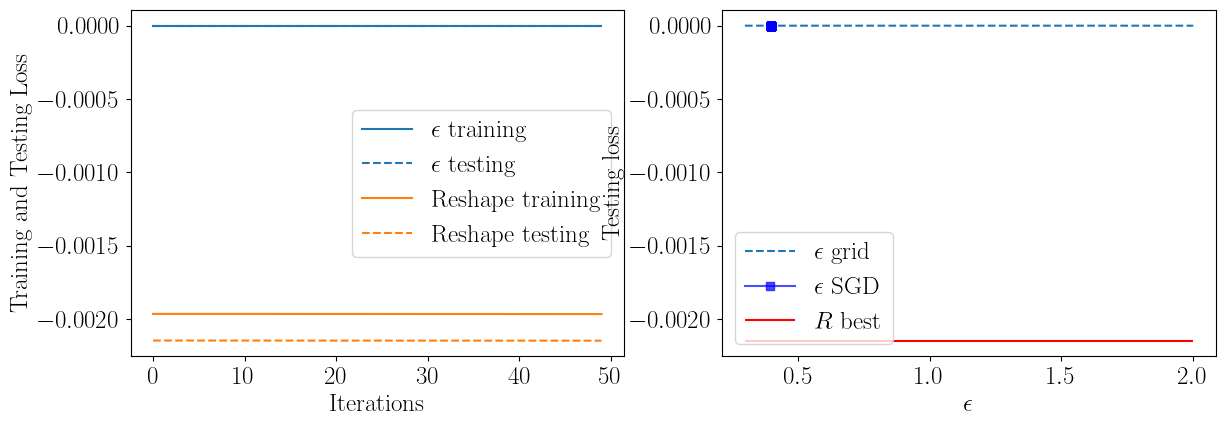 Training and Testing Loss
0.0000
−0.0005
−0.0010
−0.0015
−0.0020
ϵ training
ϵ testing
Reshape training
Reshape testing
0 10 20 30 40 50
Iterations
Testing loss
0.0000
−0.0005
−0.0010
−0.0015
−0.0020
ϵ grid
ϵ SGD
R best
0.5 1.0 1.5 2.0
ϵ